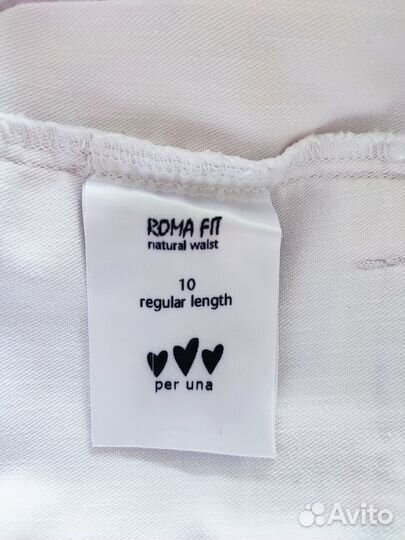 ROMA FIT
natural waist
10
regular length
per una
Avito